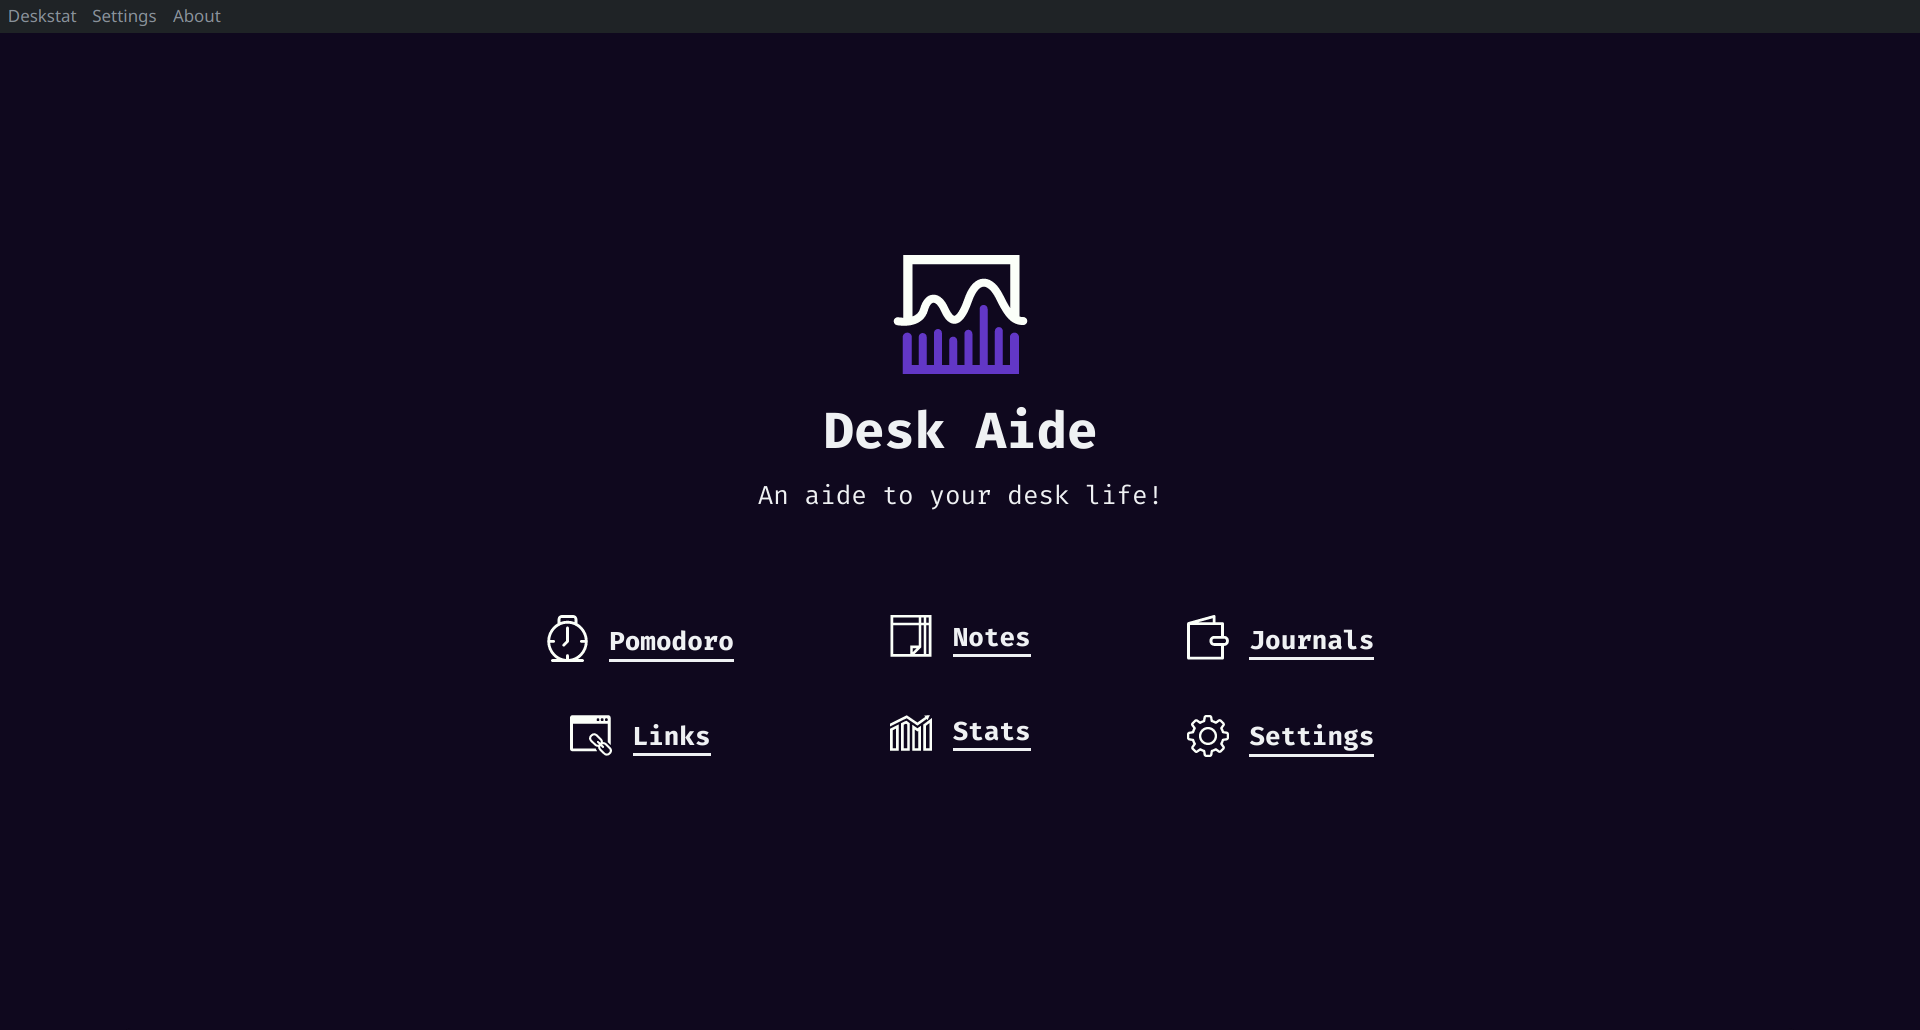 Deskstat Settings About
Desk Aide
An aide to your desk life!
Pomodoro Notes Journals
Links Stats Settings